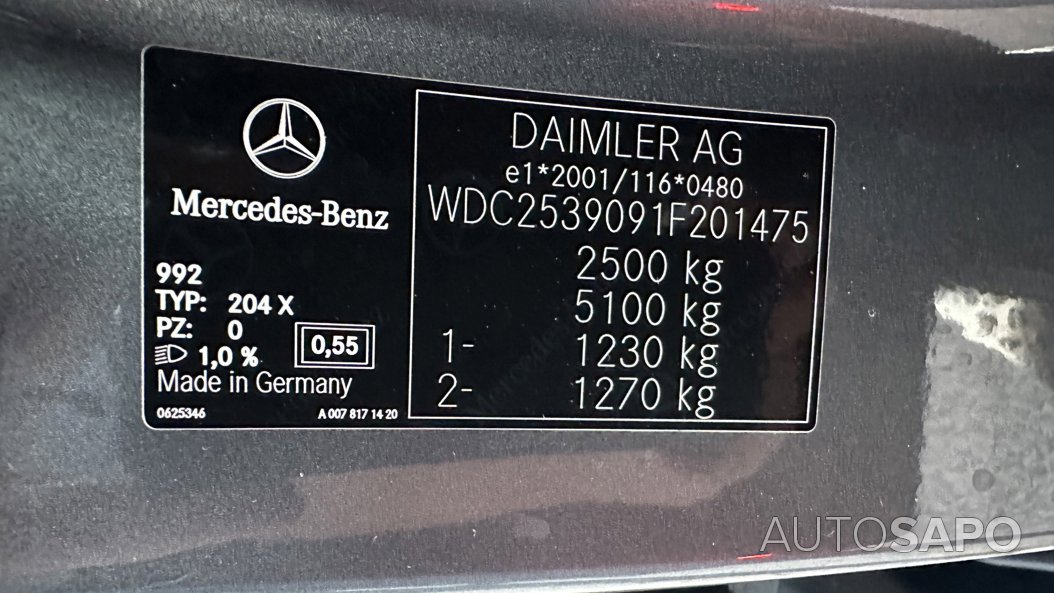 Mercedes-Benz
992
TYP: 204 X
PZ: 0
1,0 %
0,55
Made in Germany
0625346
A 007 817 14 20
DAIMLER AG
e1*2001/116*0480
WDC2539091F201475
2500 kg
5100 kg
1- 1230 kg
2- 1270 kg
AUTOSAPO